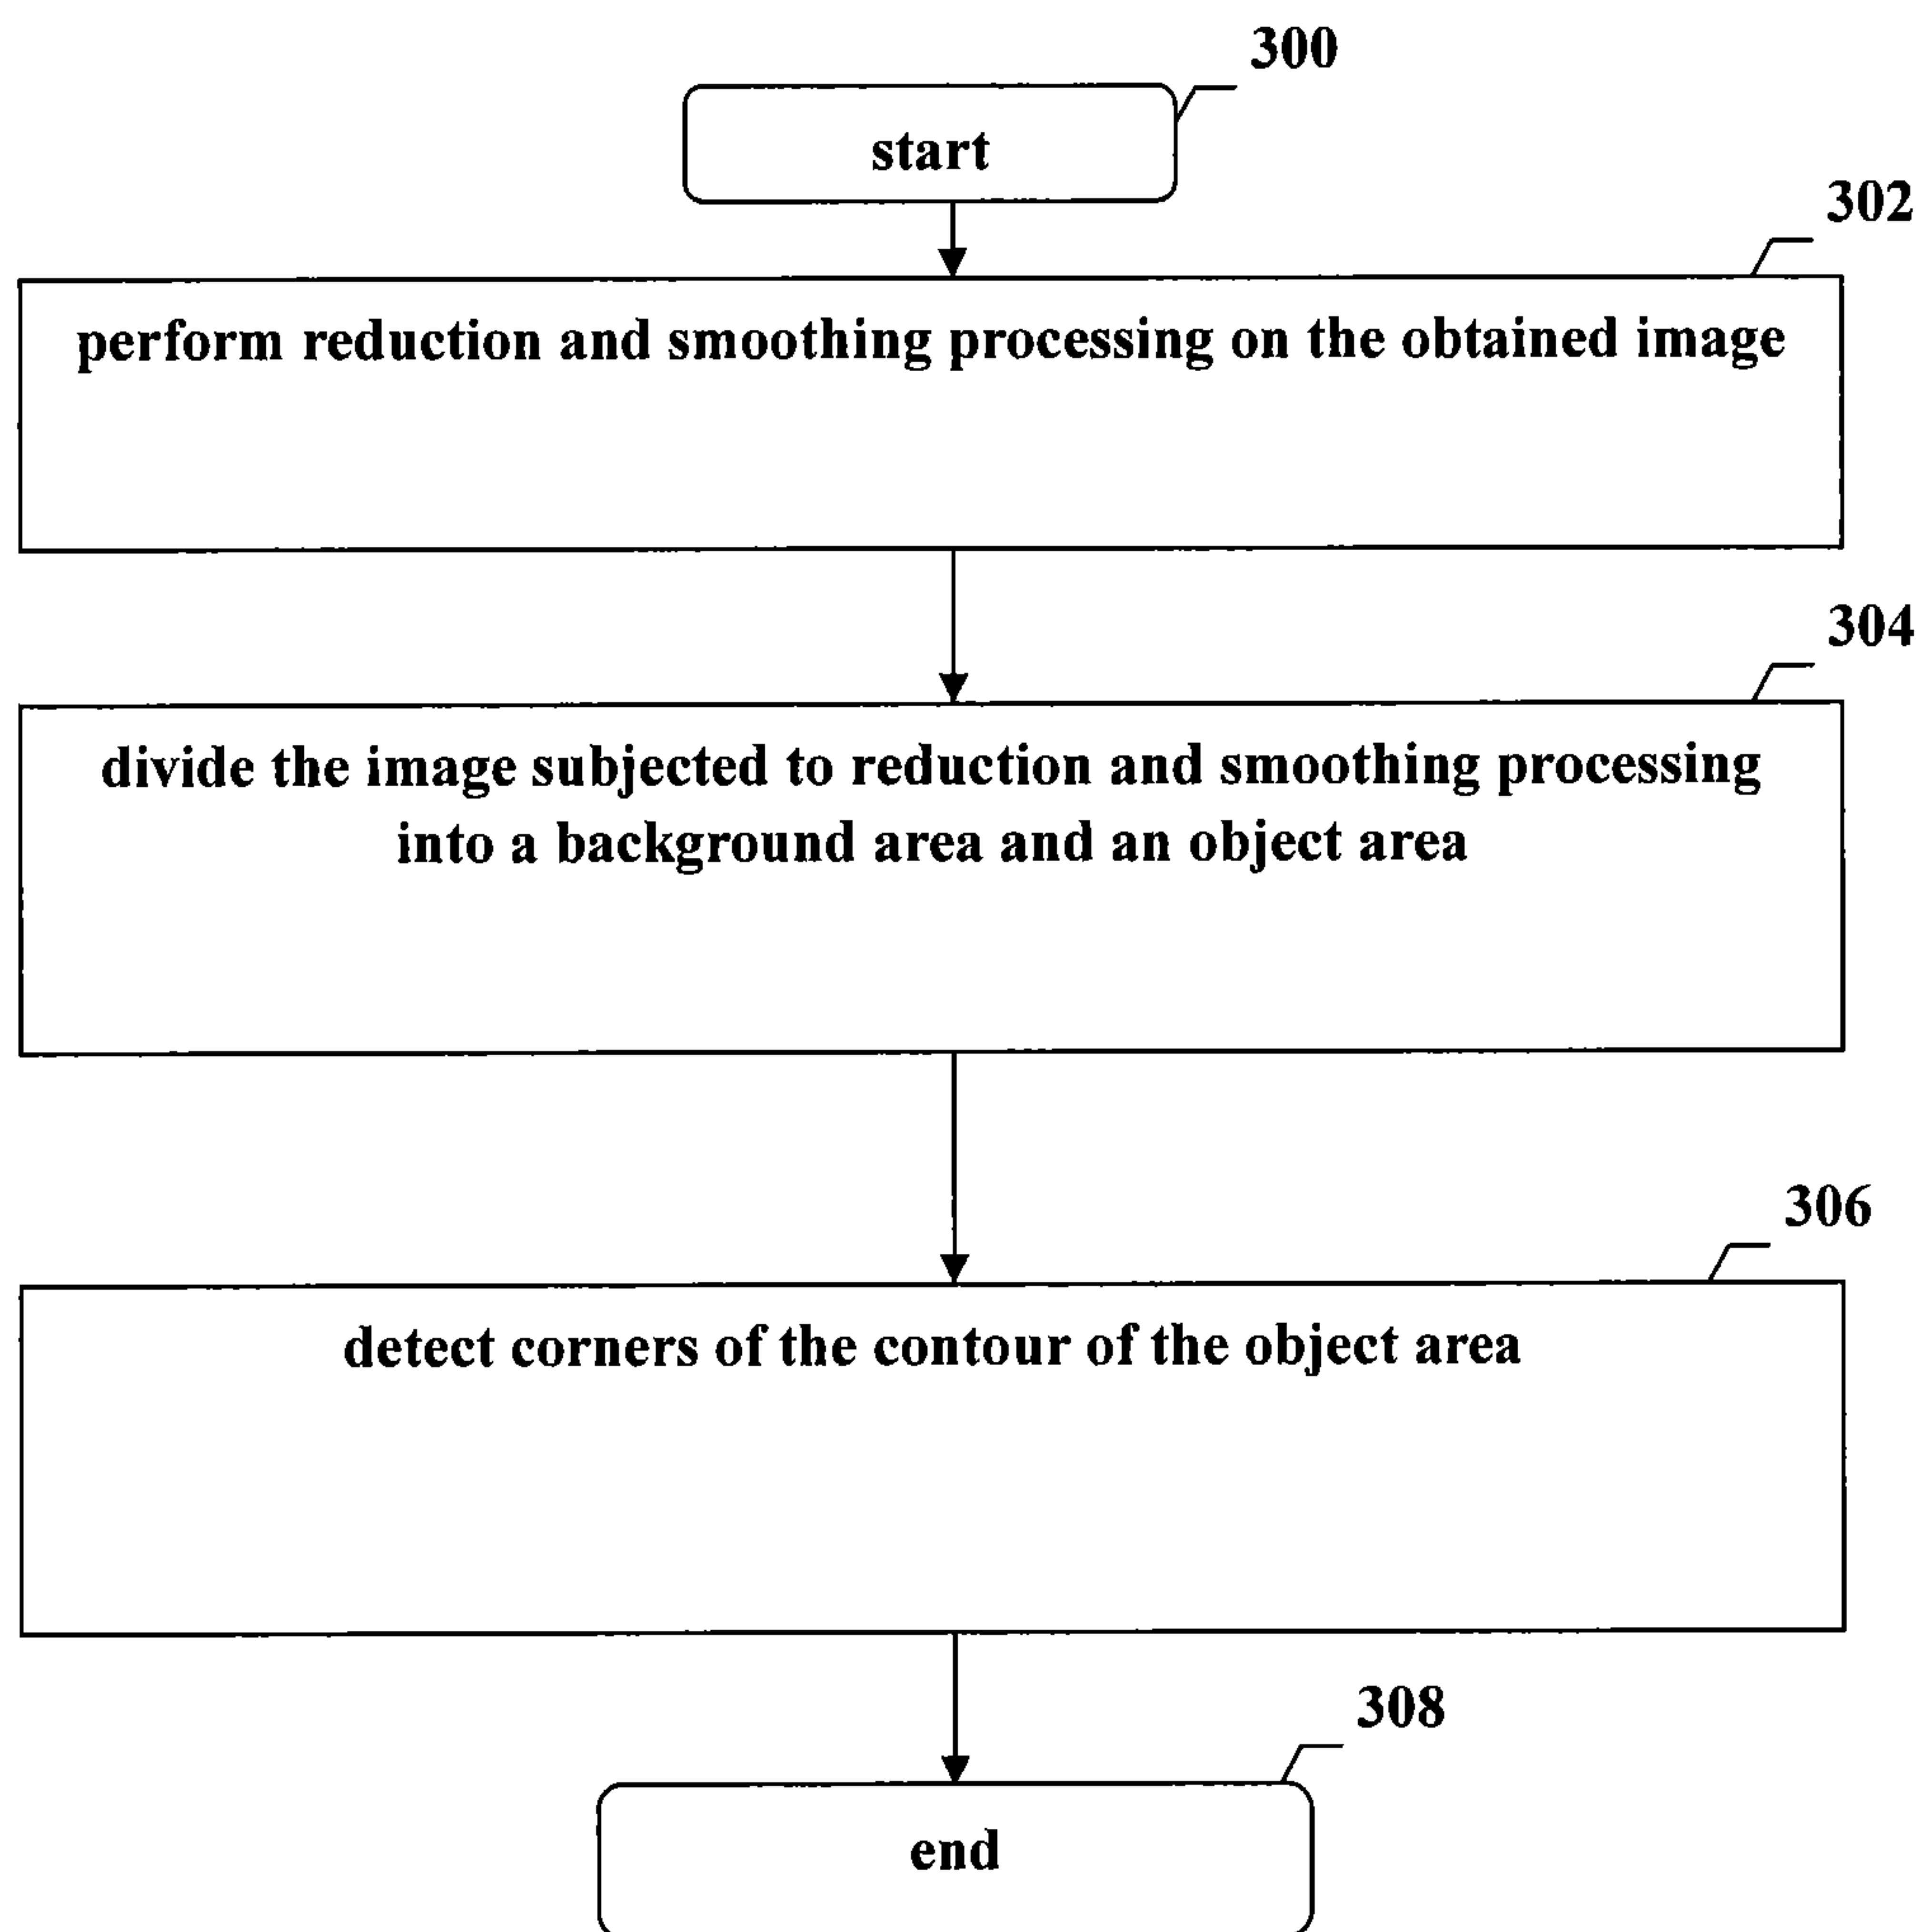 300
start
302
perform reduction and smoothing processing on the obtained image
304
divide the image subjected to reduction and smoothing processing
into a background area and an object area
306
detect corners of the contour of the object area
308
end